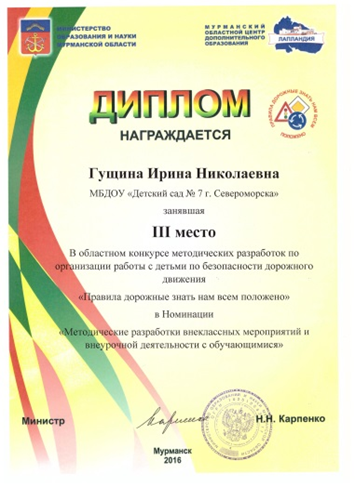 МИНИСТЕРСТВО
ОБРАЗОВАНИЯ И НАУКИ
МУРМАНСКОЙ ОБЛАСТИ
МУРМАНСКИЙ
ОБЛАСТНОЙ ЦЕНТР
ДОПОЛНИТЕЛЬНОГО
ОБРАЗОВАНИЯ
ЛАПЛАНДИЯ
ДИПЛОМ
НАГРАЖДАЕТСЯ
ПРАВИЛА ДОРОЖНЫЕ ЗНАТЬ НАМ ВСЕМ
ПОЛОЖЕНО
Гущина Ирина Николаевна
МБДОУ «Детский сад № 7 г. Североморска»
занявшая
III место
В областном конкурсе методических разработок по
организации работы с детьми по безопасности дорожного
движения
«Правила дорожные знать нам всем положено»
в Номинации
«Методические разработки внеклассных мероприятий и
внеурочной деятельности с обучающимися»
Министр
Н.Н. Карпенко
Мурманск
2016